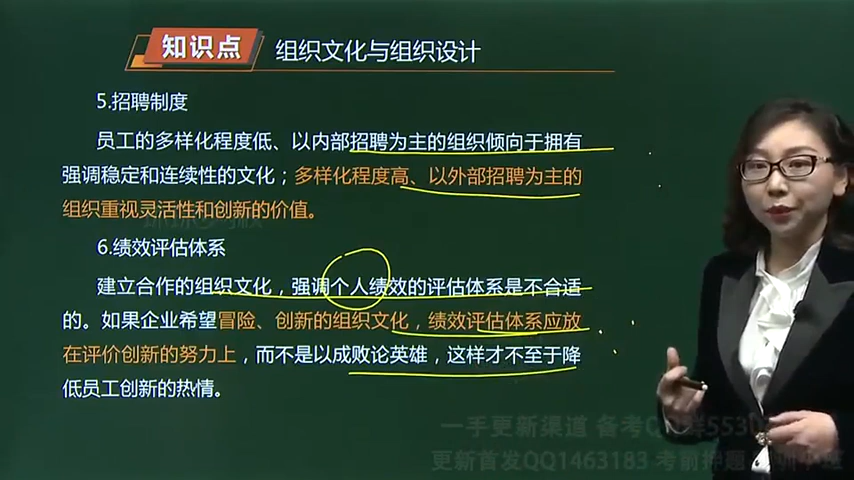 知识点 组织文化与组织设计
5.招聘制度
员工的多样化程度低、以内部招聘为主的组织倾向于拥有
强调稳定和连续性的文化；多样化程度高、以外部招聘为主的
组织重视灵活性和创新的价值。
6.绩效评估体系
建立合作的组织文化，强调个人绩效的评估体系是不合适
的。如果企业希望冒险、创新的组织文化，绩效评估体系应放
在评价创新的努力上，而不是以成败论英雄，这样才不至于降
低员工创新的热情。
一手更新渠道 备考QQ群553
更新首发QQ1463183 考前押题